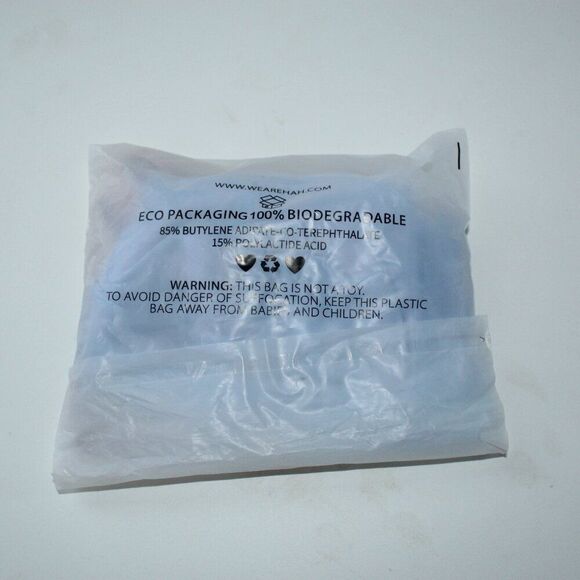 WWW.WEAREHAH.COM
ECO PACKAGING 100% BIODEGRADABLE
85% BUTYLENE ADIPATE-CO-TEREPHTHALATE
15% POLYLACTIDE ACID
WARNING: THIS BAG IS NOT A TOY.
TO AVOID DANGER OF SUFFOCATION, KEEP THIS PLASTIC
BAG AWAY FROM BABIES AND CHILDREN.